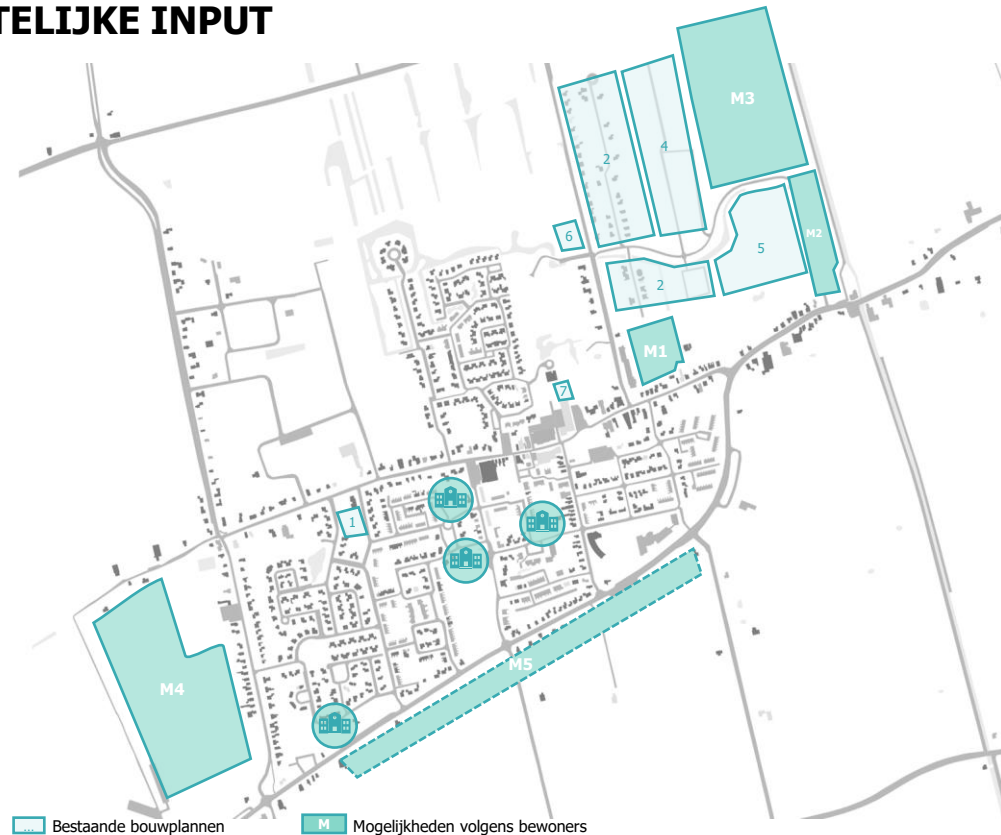 TELIJKE INPUT
M3
2
4
6
M2
5
2
M1
7
1
M5
M4
... Bestaande bouwplannen
M Mogelijkheden volgens bewoners